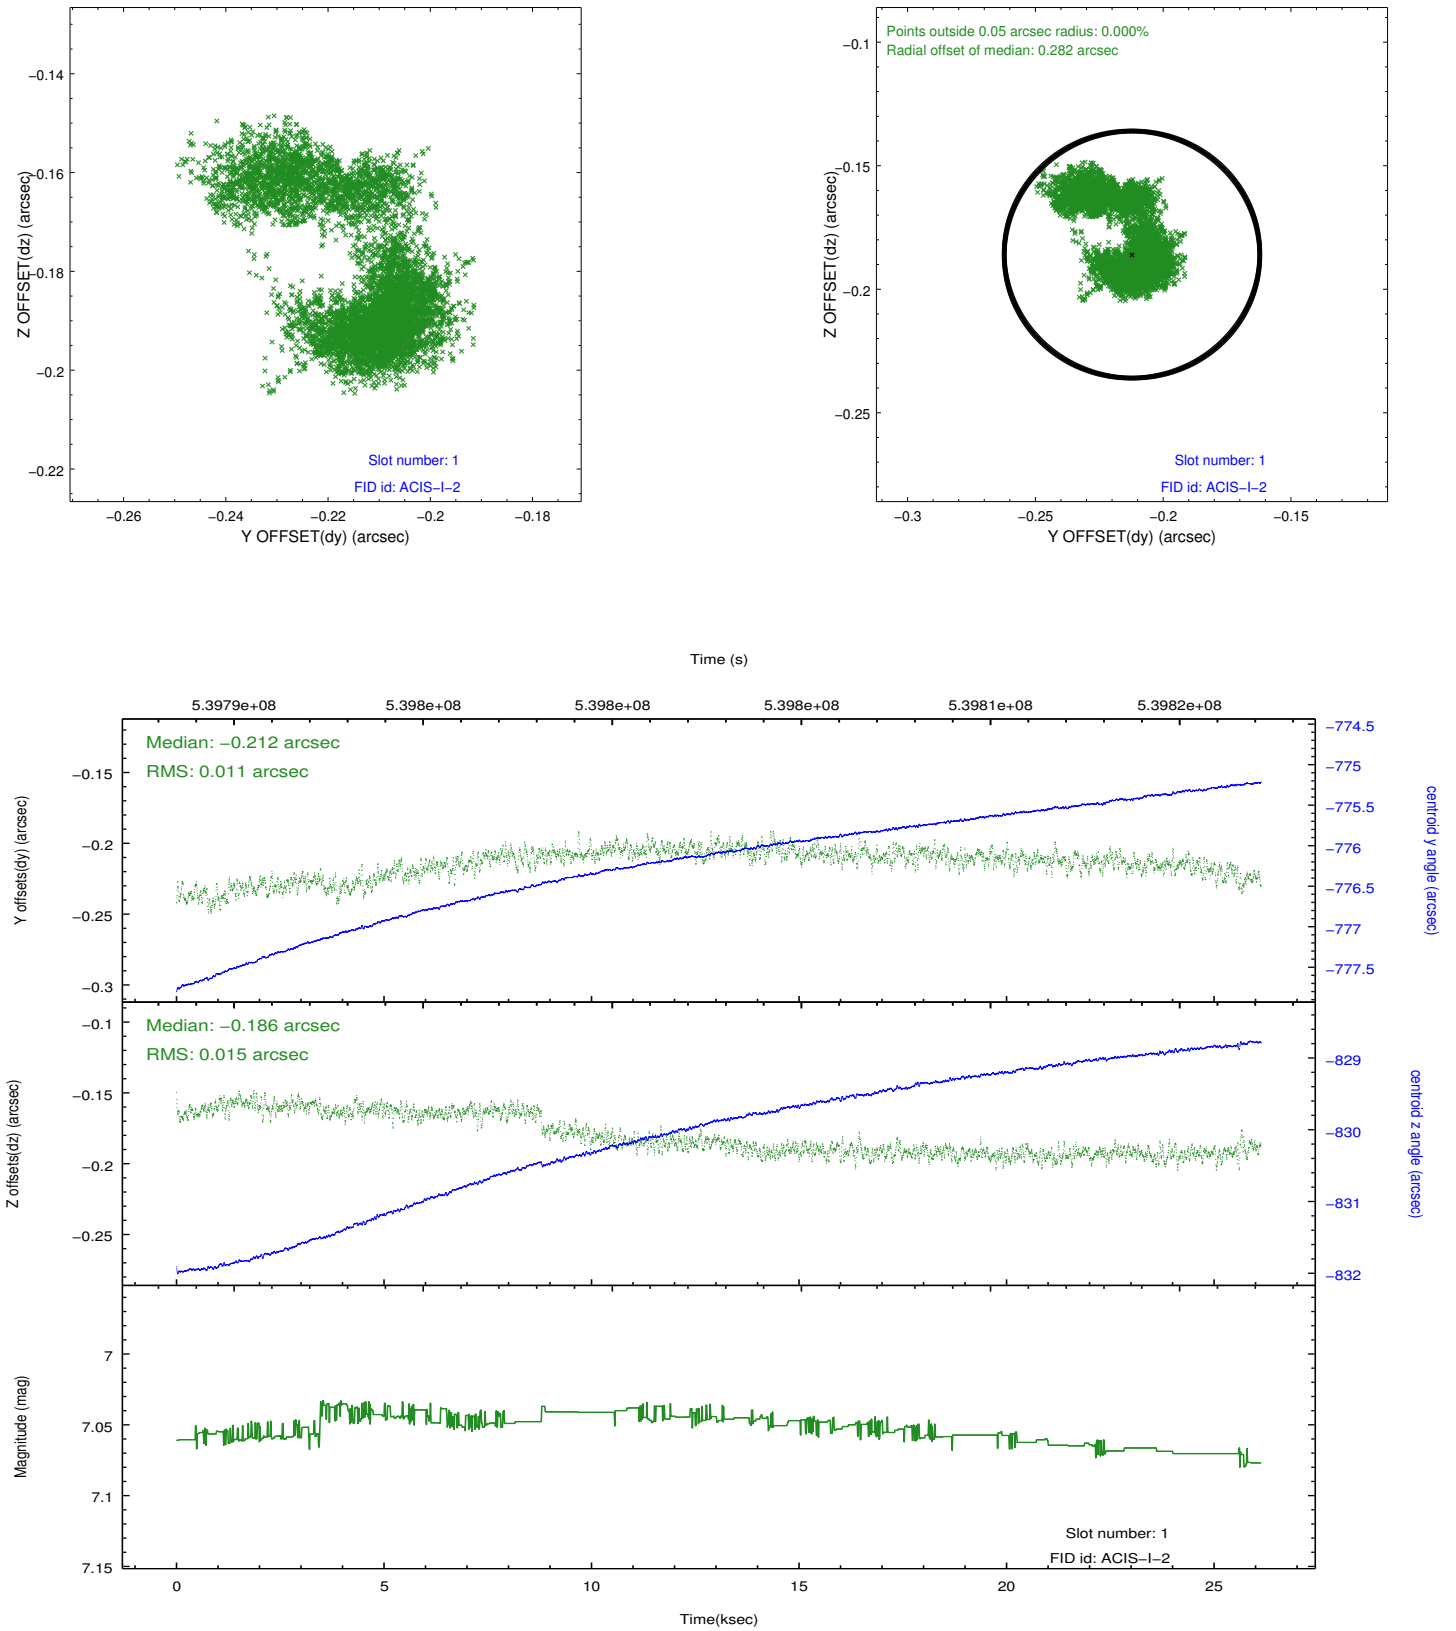 −0.14
−0.16
−0.18
−0.2
−0.22
Z OFFSET(dz) (arcsec)
Slot number: 1
FID id: ACIS−I−2
−0.26 −0.24 −0.22 −0.2 −0.18
Y OFFSET(dy) (arcsec)
Points outside 0.05 arcsec radius: 0.000%
Radial offset of median: 0.282 arcsec
−0.1
−0.15
−0.2
−0.25
Z OFFSET(dz) (arcsec)
Slot number: 1
FID id: ACIS−I−2
−0.3 −0.25 −0.2 −0.15
Y OFFSET(dy) (arcsec)
Time (s)
5.3979e+08 5.398e+08 5.398e+08 5.398e+08 5.3981e+08 5.3982e+08
Median: −0.212 arcsec
RMS: 0.011 arcsec
−0.15
−0.2
−0.25
−0.3
Y offsets(dy) (arcsec)
−774.5
−775
−775.5
−776
−776.5
−777
−777.5
centroid y angle (arcsec)
Median: −0.186 arcsec
RMS: 0.015 arcsec
−0.1
−0.15
−0.2
−0.25
Z offsets(dz) (arcsec)
−829
−830
−831
−832
centroid z angle (arcsec)
7
7.05
7.1
7.15
Magnitude (mag)
Slot number: 1
FID id: ACIS−I−2
0 5 10 15 20 25
Time(ksec)